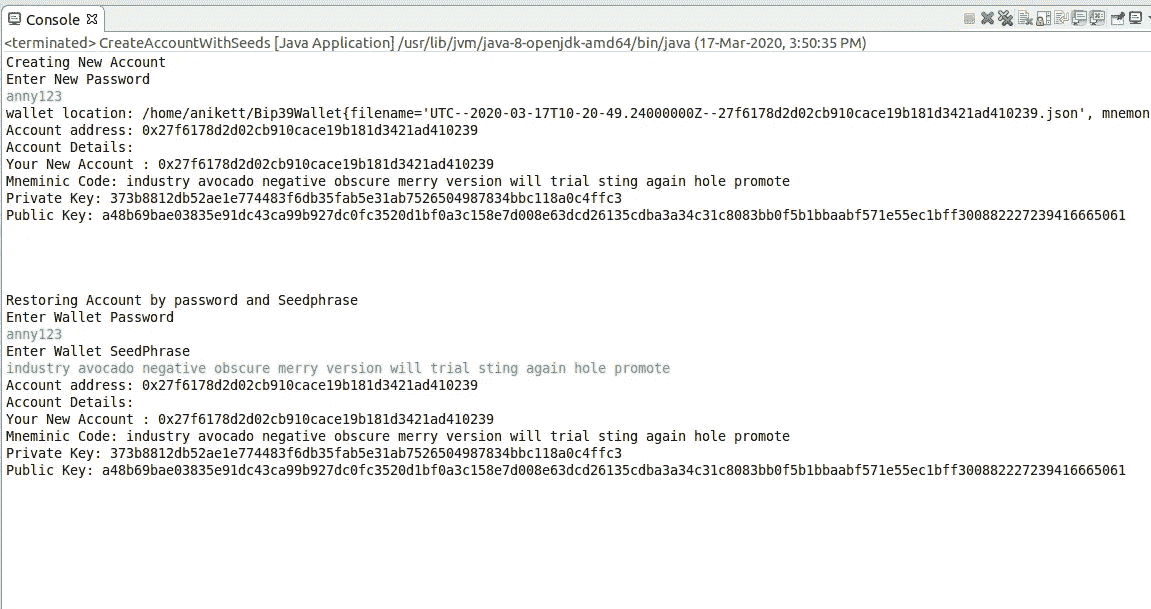 Console
<terminated> CreateAccountWithSeeds [Java Application] /usr/lib/jvm/java-8-openjdk-amd64/bin/java (17-Mar-2020, 3:50:35 PM)
Creating New Account
Enter New Password
anny123
wallet location: /home/anikett/Bip39Wallet{filename='UTC--2020-03-17T10-20-49.24000000Z--27f6178d2d02cb910cace19b181d3421ad410239.json', mnemon
Account address: 0x27f6178d2d02cb910cace19b181d3421ad410239
Account Details:
Your New Account : 0x27f6178d2d02cb910cace19b181d3421ad410239
Mneminic Code: industry avocado negative obscure merry version will trial sting again hole promote
Private Key: 373b8812db52ae1e774483f6db35fab5e31ab7526504987834bbc118a0c4ffc3
Public Key: a48b69bae03835e91dc43ca99b927dc0fc3520d1bf0a3c158e7d008e63dcd26135cdba3a34c31c8083bb0f5b1bbaabf571e55ec1bff300882227239416665061
Restoring Account by password and Seedphrase
Enter Wallet Password
anny123
Enter Wallet SeedPhrase
industry avocado negative obscure merry version will trial sting again hole promote
Account address: 0x27f6178d2d02cb910cace19b181d3421ad410239
Account Details:
Your New Account : 0x27f6178d2d02cb910cace19b181d3421ad410239
Mneminic Code: industry avocado negative obscure merry version will trial sting again hole promote
Private Key: 373b8812db52ae1e774483f6db35fab5e31ab7526504987834bbc118a0c4ffc3
Public Key: a48b69bae03835e91dc43ca99b927dc0fc3520d1bf0a3c158e7d008e63dcd26135cdba3a34c31c8083bb0f5b1bbaabf571e55ec1bff300882227239416665061